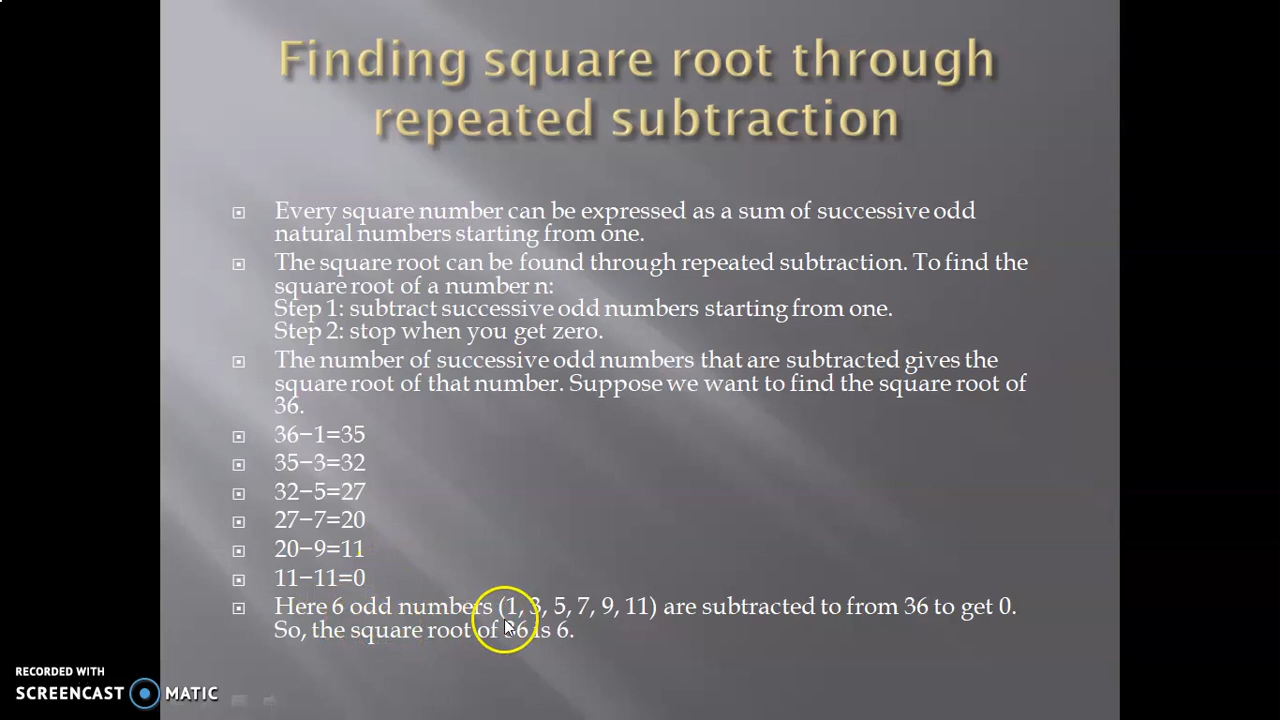 Finding square root through
repeated subtraction
Every square number can be expressed as a sum of successive odd
natural numbers starting from one.
The square root can be found through repeated subtraction. To find the
square root of a number n:
Step 1: subtract successive odd numbers starting from one.
Step 2: stop when you get zero.
The number of successive odd numbers that are subtracted gives the
square root of that number. Suppose we want to find the square root of
36.
36−1=35
35−3=32
32−5=27
27−7=20
20−9=11
11−11=0
Here 6 odd numbers (1, 3, 5, 7, 9, 11) are subtracted to from 36 to get 0.
So, the square root of 36 is 6.
RECORDED WITH
SCREENCAST MATIC